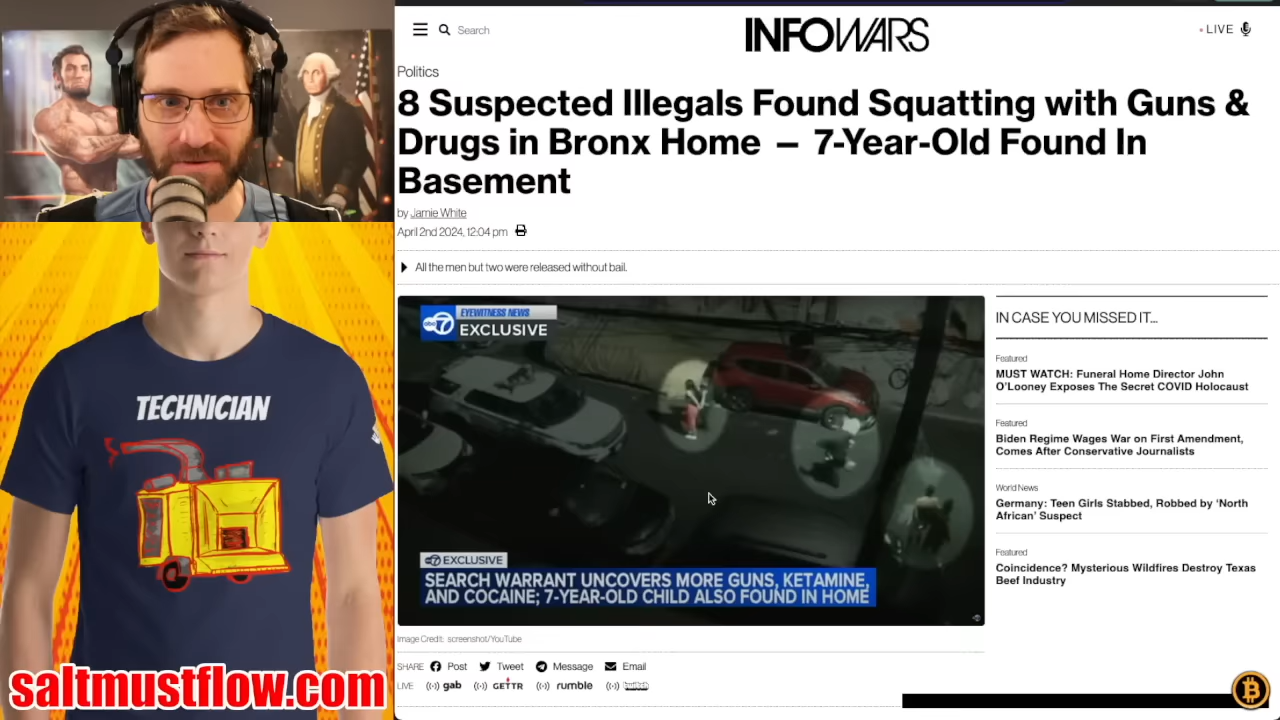 INFOWARS
Search
LIVE
Politics
8 Suspected Illegals Found Squatting with Guns &
Drugs in Bronx Home — 7-Year-Old Found In
Basement
by Jamie White
April 2nd 2024, 12:04 pm
All the men but two were released without bail.
abc 7
EYEWITNESS NEWS
EXCLUSIVE
7 EXCLUSIVE
SEARCH WARRANT UNCOVERS MORE GUNS, KETAMINE,
AND COCAINE; 7-YEAR-OLD CHILD ALSO FOUND IN HOME
Image Credit: screenshot/YouTube
SHARE Post Tweet Message Email
LIVE gab GETTR rumble twitch
IN CASE YOU MISSED IT...
Featured
MUST WATCH: Funeral Home Director John
O'Looney Exposes The Secret COVID Holocaust
Featured
Biden Regime Wages War on First Amendment,
Comes After Conservative Journalists
World News
Germany: Teen Girls Stabbed, Robbed by 'North
African' Suspect
Featured
Coincidence? Mysterious Wildfires Destroy Texas
Beef Industry
TECHNICIAN
saltmustflow.com